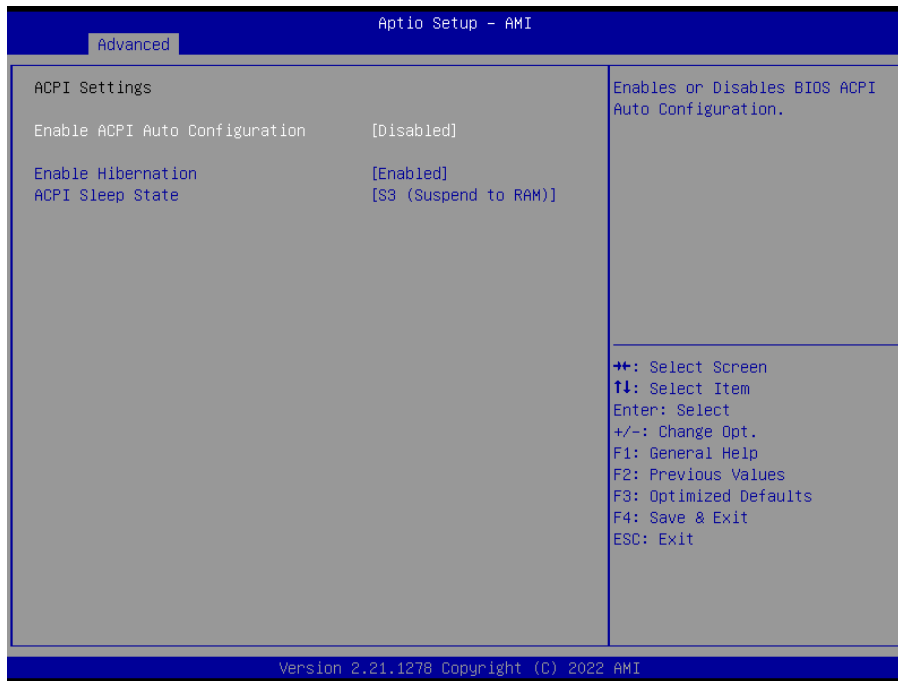 Aptio Setup - AMI
Advanced
ACPI Settings
Enable ACPI Auto Configuration [Disabled]
Enable Hibernation [Enabled]
ACPI Sleep State [S3 (Suspend to RAM)]
Enables or Disables BIOS ACPI
Auto Configuration.
→←: Select Screen
↑↓: Select Item
Enter: Select
+/-: Change Opt.
F1: General Help
F2: Previous Values
F3: Optimized Defaults
F4: Save & Exit
ESC: Exit
Version 2.21.1278 Copyright (C) 2022 AMI